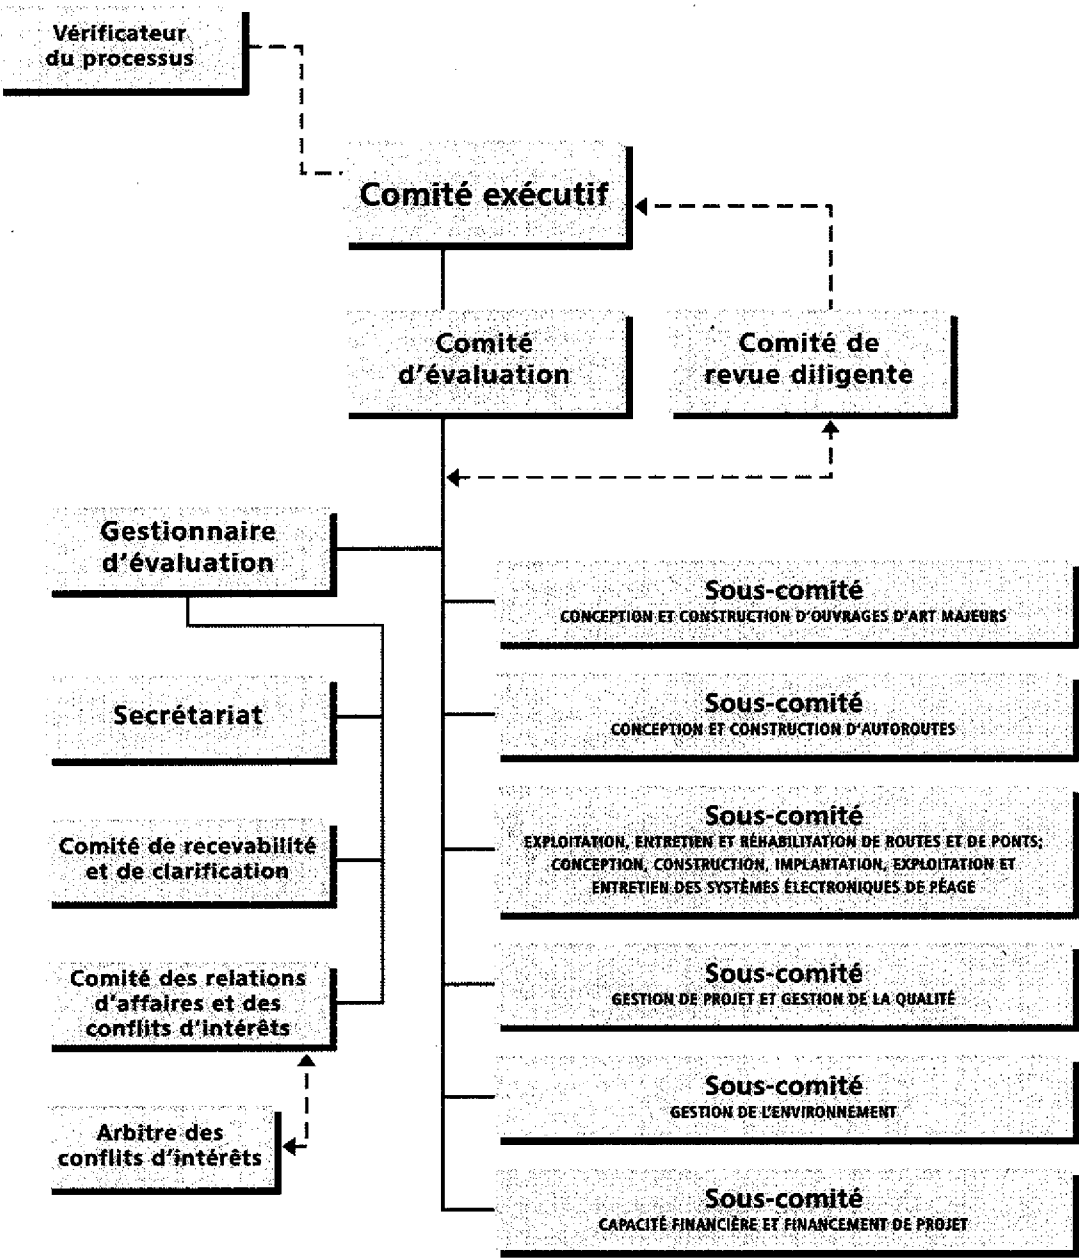 Vérificateur
du processus
Comité exécutif
Comité
d'évaluation
Comité de
revue diligente
Gestionnaire
d'évaluation
Secrétariat
Comité de recevabilité
et de clarification
Comité des relations
d'affaires et des
conflits d'intérêts
Arbitre des
conflits d'intérêts
Sous-comité
CONCEPTION ET CONSTRUCTION D'OUVRAGES D'ART MAJEURS
Sous-comité
CONCEPTION ET CONSTRUCTION D'AUTOROUTES
Sous-comité
EXPLOITATION, ENTRETIEN ET RÉHABILITATION DE ROUTES ET DE PONTS;
CONCEPTION, CONSTRUCTION, IMPLANTATION, EXPLOITATION ET
ENTRETIEN DES SYSTÈMES ÉLECTRONIQUES DE PÉAGE
Sous-comité
GESTION DE PROJET ET GESTION DE LA QUALITÉ
Sous-comité
GESTION DE L'ENVIRONNEMENT
Sous-comité
CAPACITÉ FINANCIÈRE ET FINANCEMENT DE PROJET